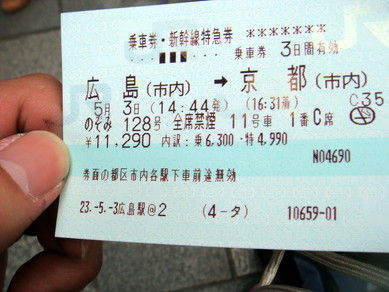 乗車券・新幹線特急券
乗車券 3日間有効
広島(市内) → 京都(市内)
5月 3日 (14:44発) (16:31着) C35
のぞみ 128号 全席禁煙 11号車 1番C席
¥11,290 内訳:乗6,300・特4,990
N04690
券面の都区市内各駅下車前途無効
23.-5.-3広島駅@2 (4-タ) 10659-01